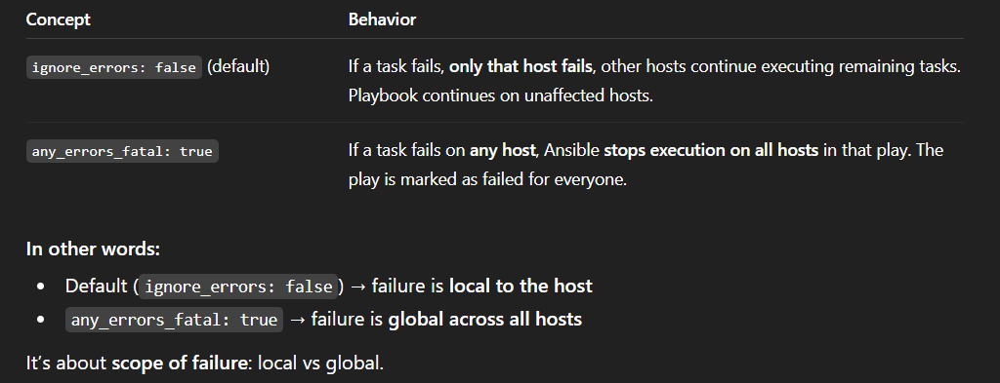 Concept Behavior
ignore_errors: false (default) If a task fails, only that host fails, other hosts continue executing remaining tasks.
Playbook continues on unaffected hosts.
any_errors_fatal: true If a task fails on any host, Ansible stops execution on all hosts in that play. The
play is marked as failed for everyone.
In other words:
• Default (ignore_errors: false) → failure is local to the host
• any_errors_fatal: true → failure is global across all hosts
It's about scope of failure: local vs global.